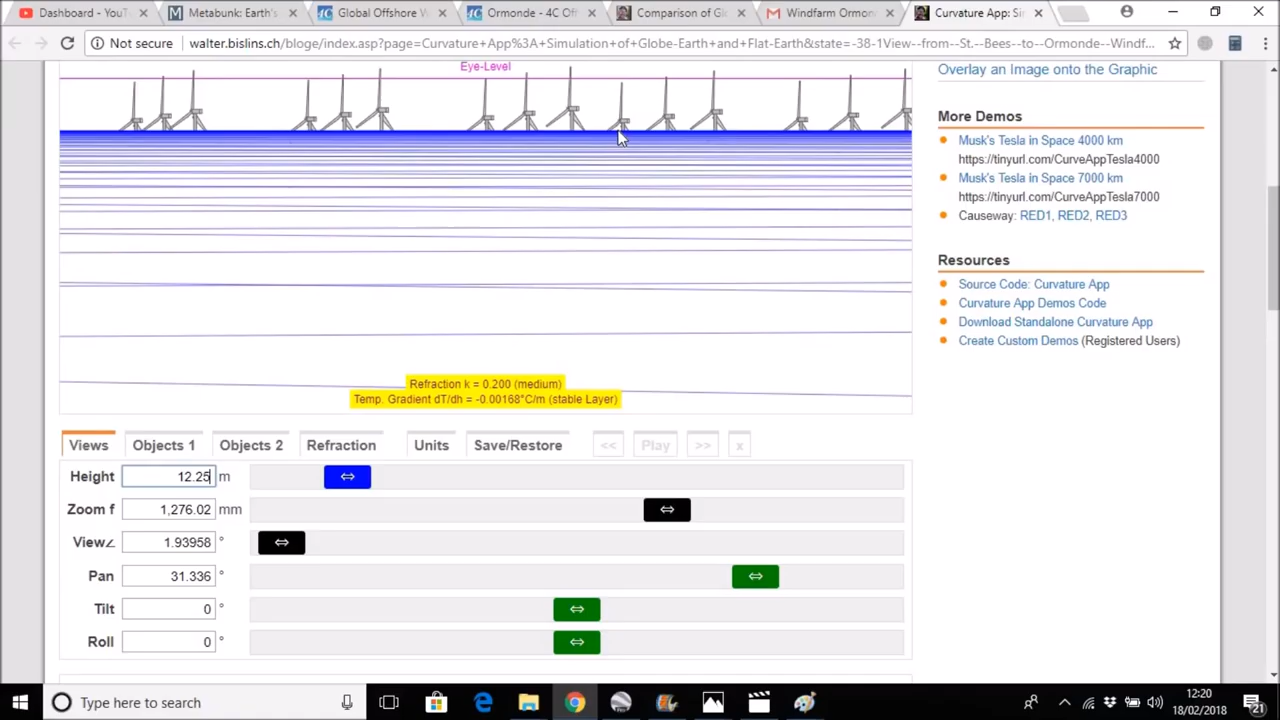 Dashboard - YouT
Metabunk: Earth's
Global Offshore W
Ormonde - 4C Off
Comparison of Gl
Windfarm Ormon
Curvature App: Si
Not secure | walter.bislins.ch/bloge/index.asp?page=Curvature+App%3A+Simulation+of+Globe-Earth+and+Flat-Earth&state=-38-1View--from--St.--Bees--to--Ormonde--Windf...
Eye-Level
Overlay an Image onto the Graphic
More Demos
Musk's Tesla in Space 4000 km
https://tinyurl.com/CurveAppTesla4000
Musk's Tesla in Space 7000 km
https://tinyurl.com/CurveAppTesla7000
Causeway: RED1, RED2, RED3
Resources
Source Code: Curvature App
Curvature App Demos Code
Download Standalone Curvature App
Create Custom Demos (Registered Users)
Refraction k = 0.200 (medium)
Temp. Gradient dT/dh = -0.00168°C/m (stable Layer)
Views Objects 1 Objects 2 Refraction Units Save/Restore << Play >> x
Height 12.25 m
Zoom f 1,276.02 mm
View∠ 1.93958 °
Pan 31.336 °
Tilt 0 °
Roll 0 °
Type here to search
12:20
18/02/2018
21